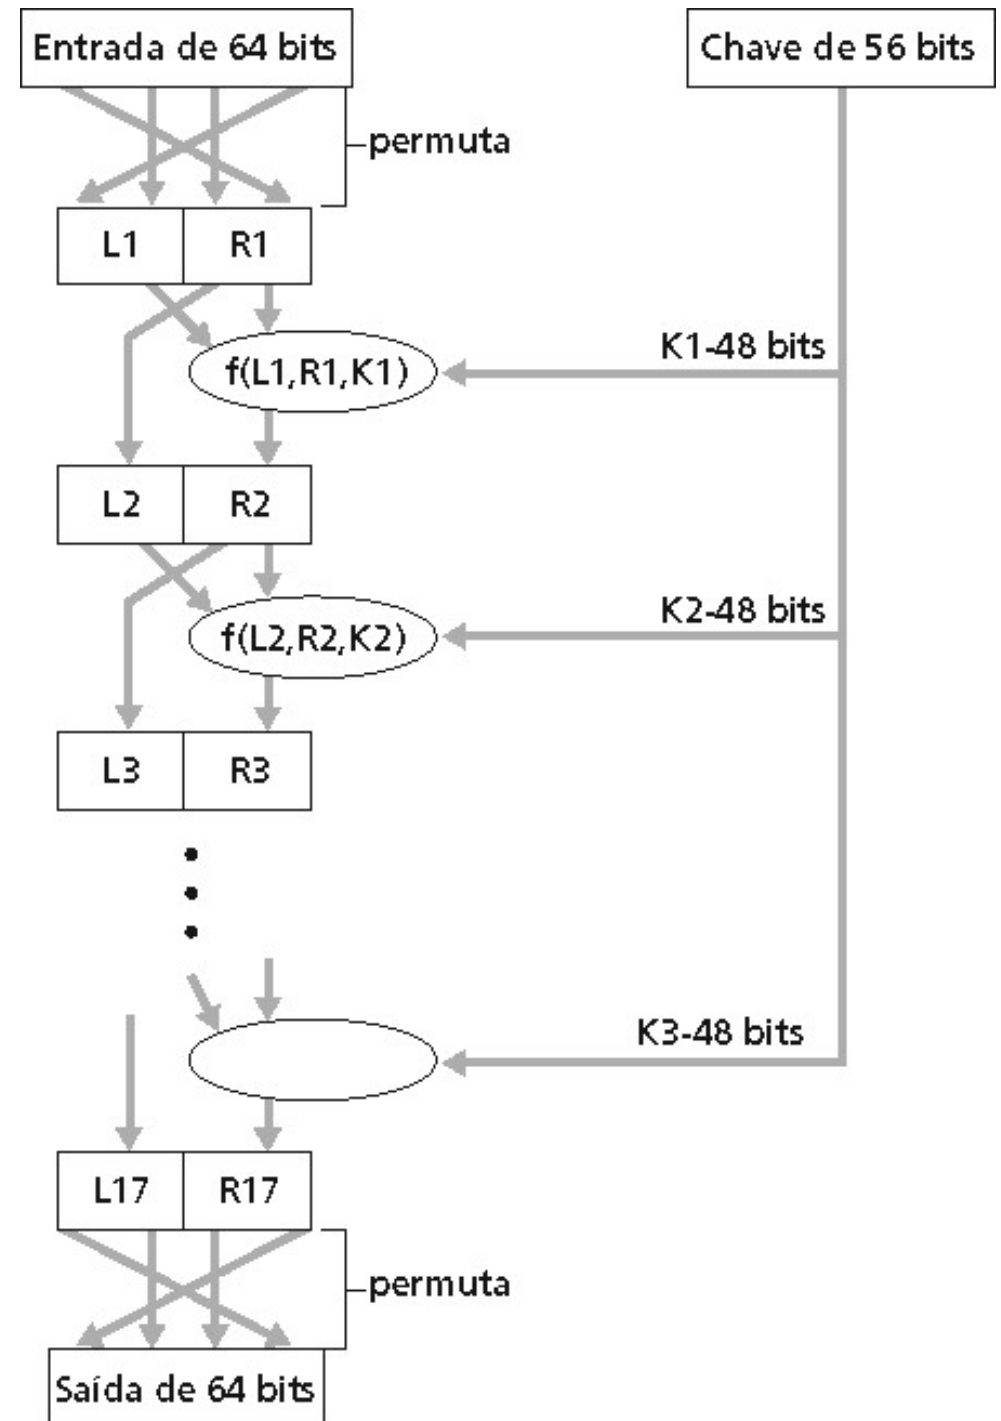 Entrada de 64 bits
Chave de 56 bits
permuta
L1 R1
K1-48 bits
f(L1,R1,K1)
L2 R2
K2-48 bits
f(L2,R2,K2)
L3 R3
K3-48 bits
L17 R17
permuta
Saída de 64 bits